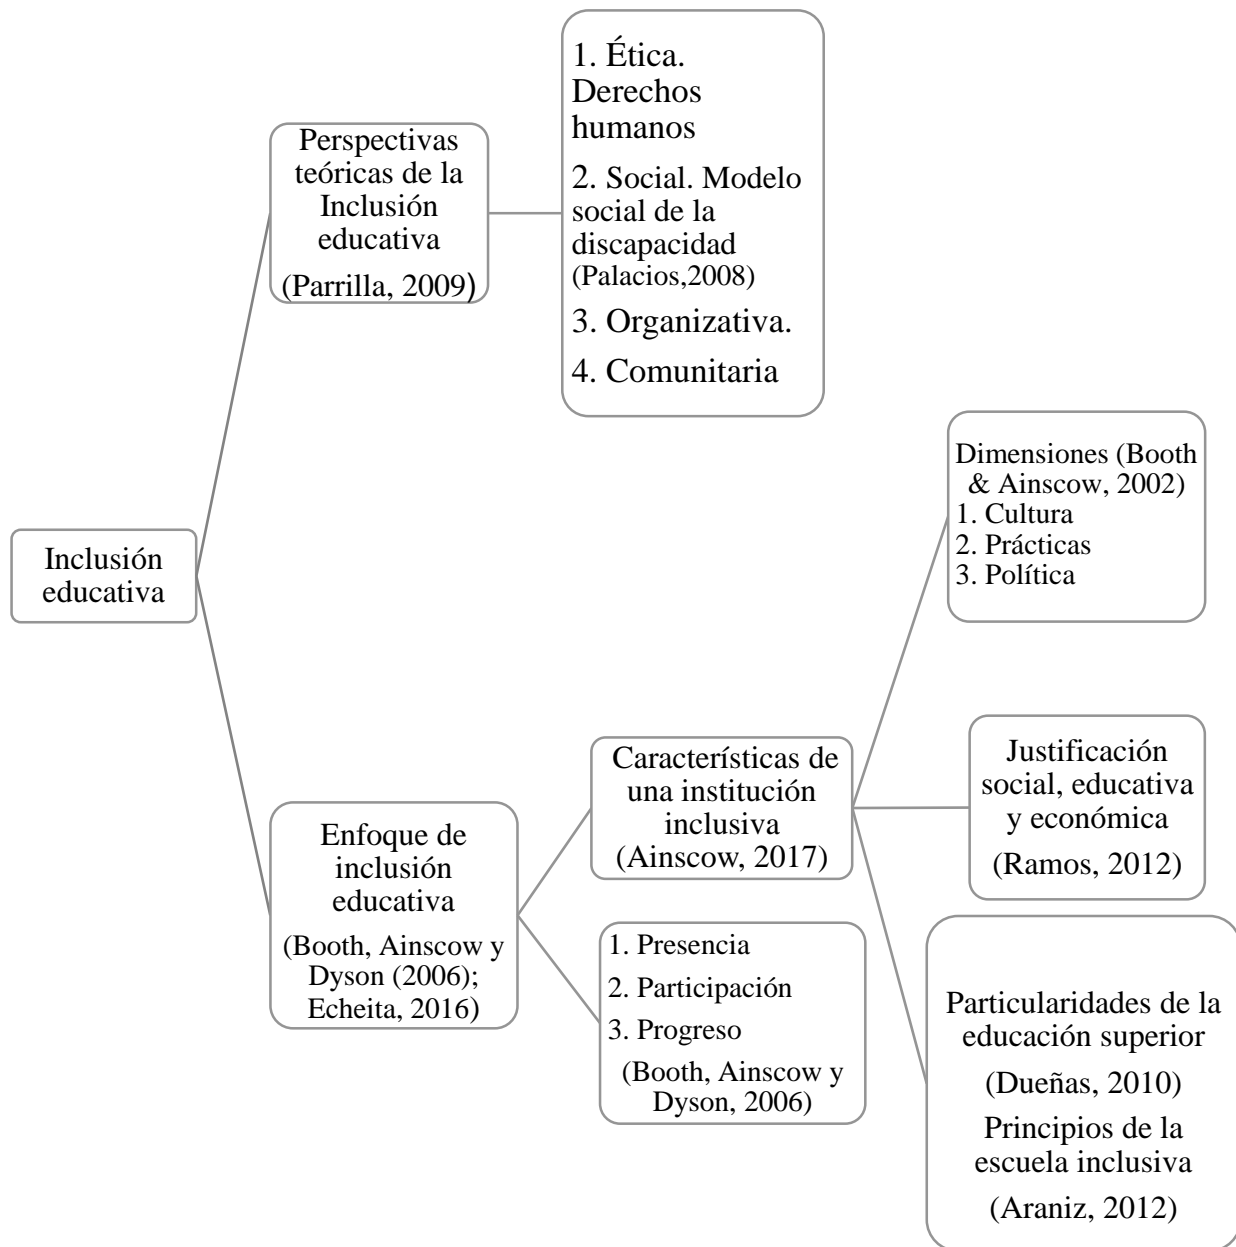 Inclusión
educativa
Perspectivas
teóricas de la
Inclusión
educativa
(Parrilla, 2009)
1. Ética.
Derechos
humanos
2. Social. Modelo
social de la
discapacidad
(Palacios,2008)
3. Organizativa.
4. Comunitaria
Enfoque de
inclusión
educativa
(Booth, Ainscow y
Dyson (2006);
Echeita, 2016)
Características de
una institución
inclusiva
(Ainscow, 2017)
1. Presencia
2. Participación
3. Progreso
(Booth, Ainscow y
Dyson, 2006)
Dimensiones (Booth
& Ainscow, 2002)
1. Cultura
2. Prácticas
3. Política
Justificación
social, educativa
y económica
(Ramos, 2012)
Particularidades de la
educación superior
(Dueñas, 2010)
Principios de la
escuela inclusiva
(Araniz, 2012)